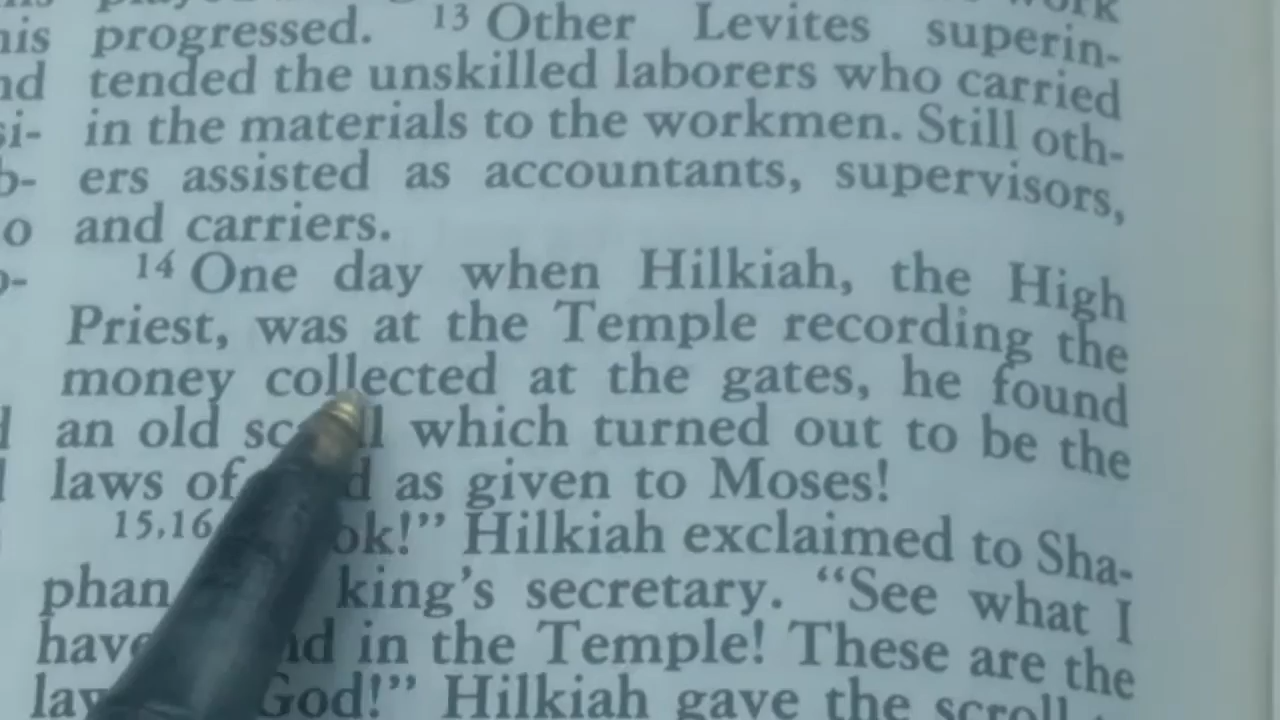 work
his progressed. 13 Other Levites superin-
nd tended the unskilled laborers who carried
si- in the materials to the workmen. Still oth-
b- ers assisted as accountants, supervisors,
o and carriers.
14 One day when Hilkiah, the High
Priest, was at the Temple recording the
money collected at the gates, he found
an old which turned out to be the
laws of as given to Moses!
15,16 Hilkiah exclaimed to Sha-
phan king's secretary. “See what I
in the Temple! These are the
God!” Hilkiah gave the scroll